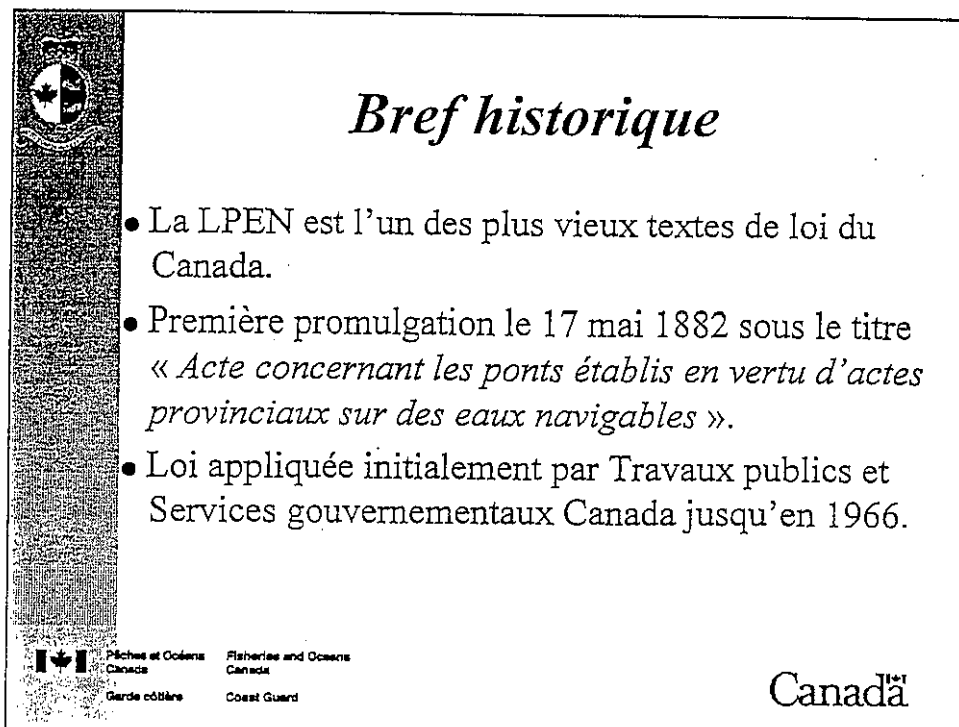 Bref historique
• La LPEN est l'un des plus vieux textes de loi du
Canada.
• Première promulgation le 17 mai 1882 sous le titre
« Acte concernant les ponts établis en vertu d'actes
provinciaux sur des eaux navigables ».
• Loi appliquée initialement par Travaux publics et
Services gouvernementaux Canada jusqu'en 1966.
Pêches et Océans
Canada
Fisheries and Oceans
Canada
Garde côtière
Coast Guard
Canada